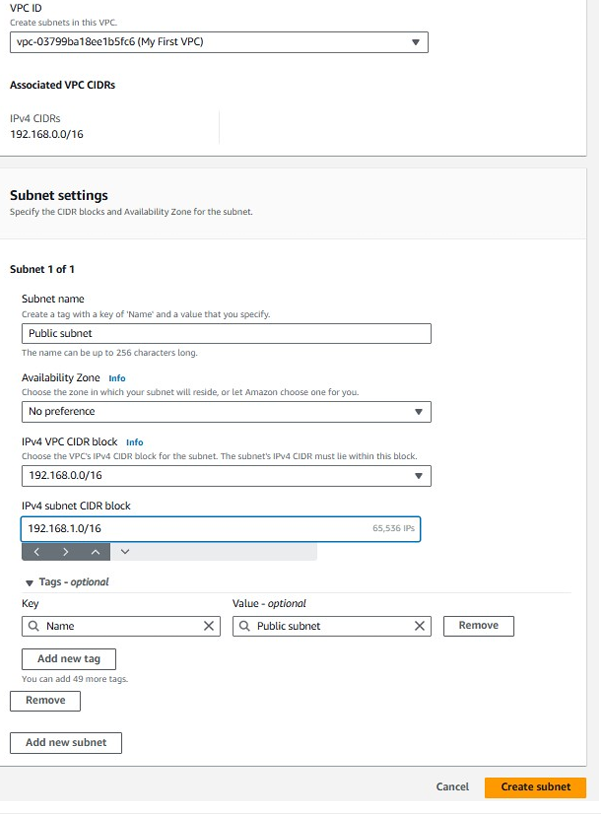 VPC ID
Create subnets in this VPC.
vpc-03799ba18ee1b5fc6 (My First VPC)
Associated VPC CIDRs
IPv4 CIDRs
192.168.0.0/16
Subnet settings
Specify the CIDR blocks and Availability Zone for the subnet.
Subnet 1 of 1
Subnet name
Create a tag with a key of 'Name' and a value that you specify.
Public subnet
The name can be up to 256 characters long.
Availability Zone Info
Choose the zone in which your subnet will reside, or let Amazon choose one for you.
No preference
IPv4 VPC CIDR block Info
Choose the VPC's IPv4 CIDR block for the subnet. The subnet's IPv4 CIDR must lie within this block.
192.168.0.0/16
IPv4 subnet CIDR block
192.168.1.0/16 65,536 IPs
Tags - optional
Key Value - optional
Name Public subnet Remove
Add new tag
You can add 49 more tags.
Remove
Add new subnet
Cancel Create subnet